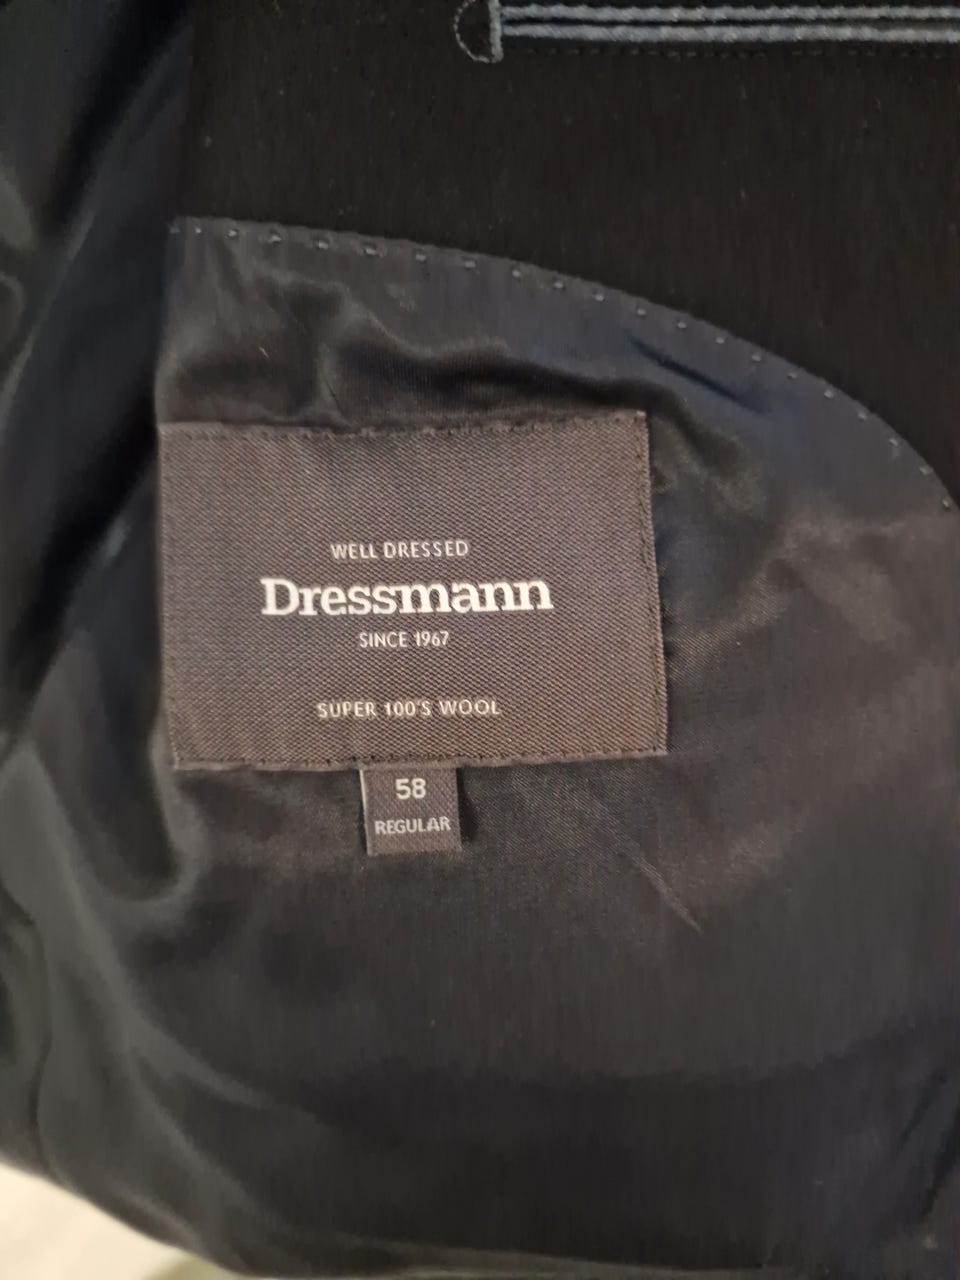 WELL DRESSED
Dressmann
SINCE 1967
SUPER 100'S WOOL
58
REGULAR